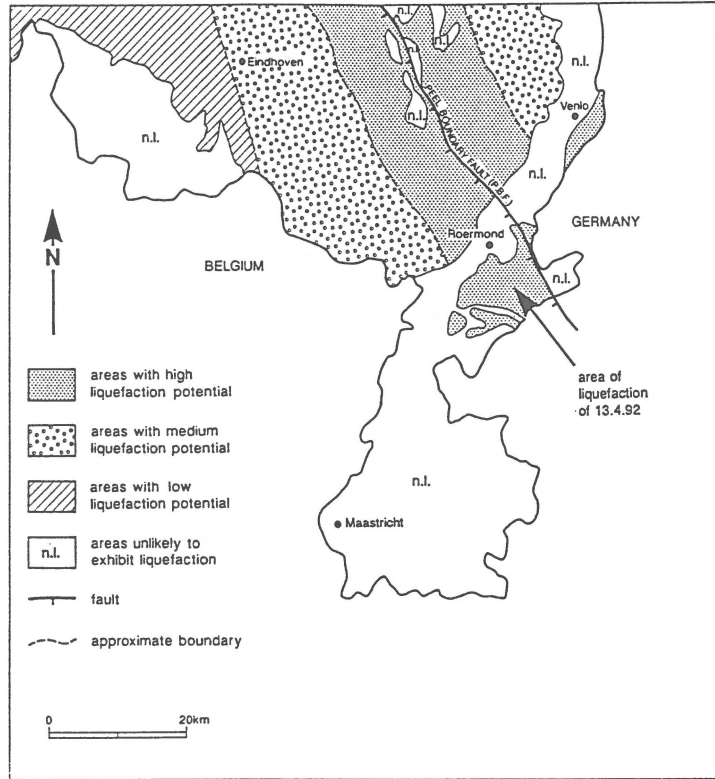 n.l.
n.l.
n.l.
n.l.
n.l.
Eindhoven
Venlo
n.l.
n.l.
PEEL BOUNDARY FAULT (P.B.F.)
GERMANY
Roermond
BELGIUM
n.l.
N
area of
liquefaction
of 13.4.92
areas with high
liquefaction potential
areas with medium
liquefaction potential
areas with low
liquefaction potential
n.l.
Maastricht
n.l.
areas unlikely to
exhibit liquefaction
fault
approximate boundary
0
20km